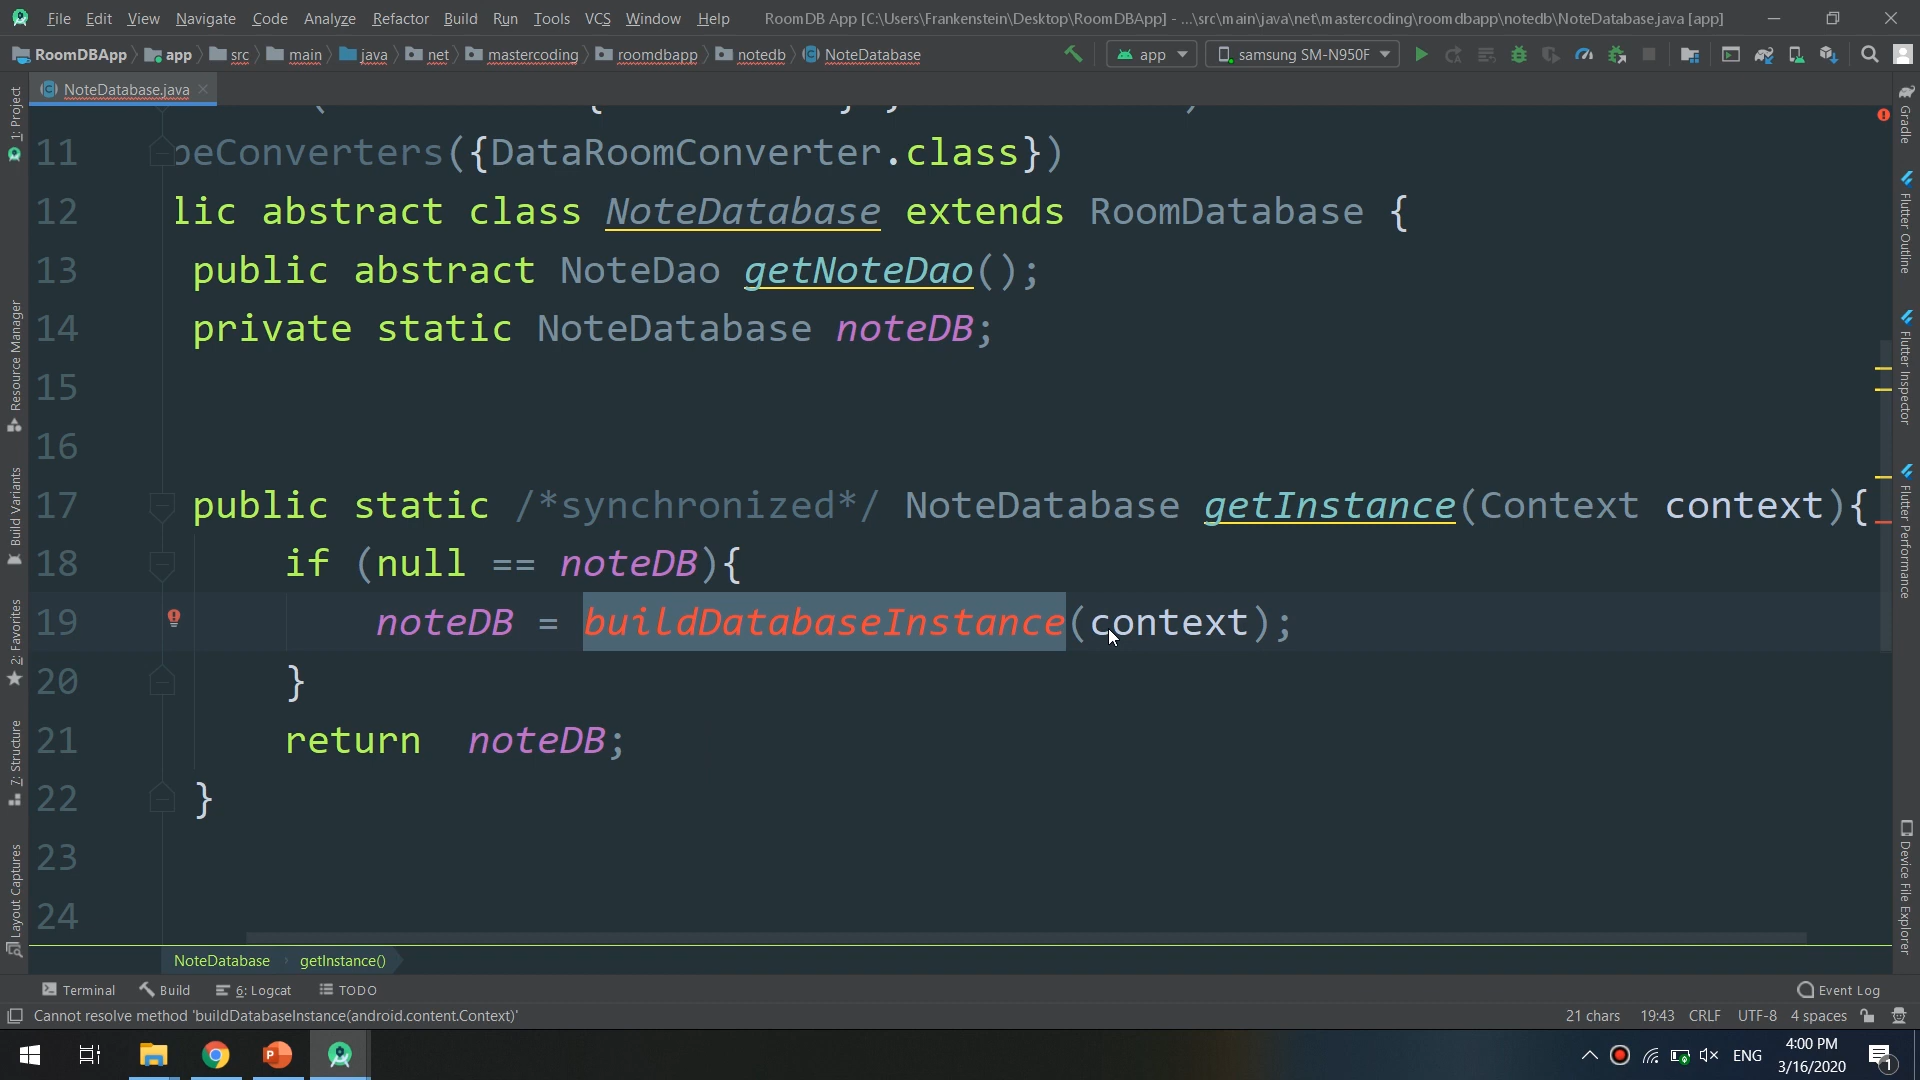 File Edit View Navigate Code Analyze Refactor Build Run Tools VCS Window Help RoomDB App [C:\Users\Frankenstein\Desktop\RoomDBApp] - ...\src\main\java\net\mastercoding\roomdbapp\notedb\NoteDatabase.java [app]
RoomDBApp app src main java net mastercoding roomdbapp notedb NoteDatabase app samsung SM-N950F
NoteDatabase.java
11 peConverters({DataRoomConverter.class})
12 lic abstract class NoteDatabase extends RoomDatabase {
13 public abstract NoteDao getNoteDao();
14 private static NoteDatabase noteDB;
15
16
17 public static /*synchronized*/ NoteDatabase getInstance(Context context){
18 if (null == noteDB){
19 noteDB = buildDatabaseInstance(context);
20 }
21 return noteDB;
22 }
23
24
NoteDatabase getInstance()
Terminal Build 6: Logcat TODO Event Log
Cannot resolve method 'buildDatabaseInstance(android.content.Context)' 21 chars 19:43 CRLF UTF-8 4 spaces
ENG 4:00 PM
3/16/2020
1
1: Project
Resource Manager
Build Variants
2: Favorites
7: Structure
Layout Captures
Gradle
Flutter Outline
Flutter Inspector
Flutter Performance
Device File Explorer